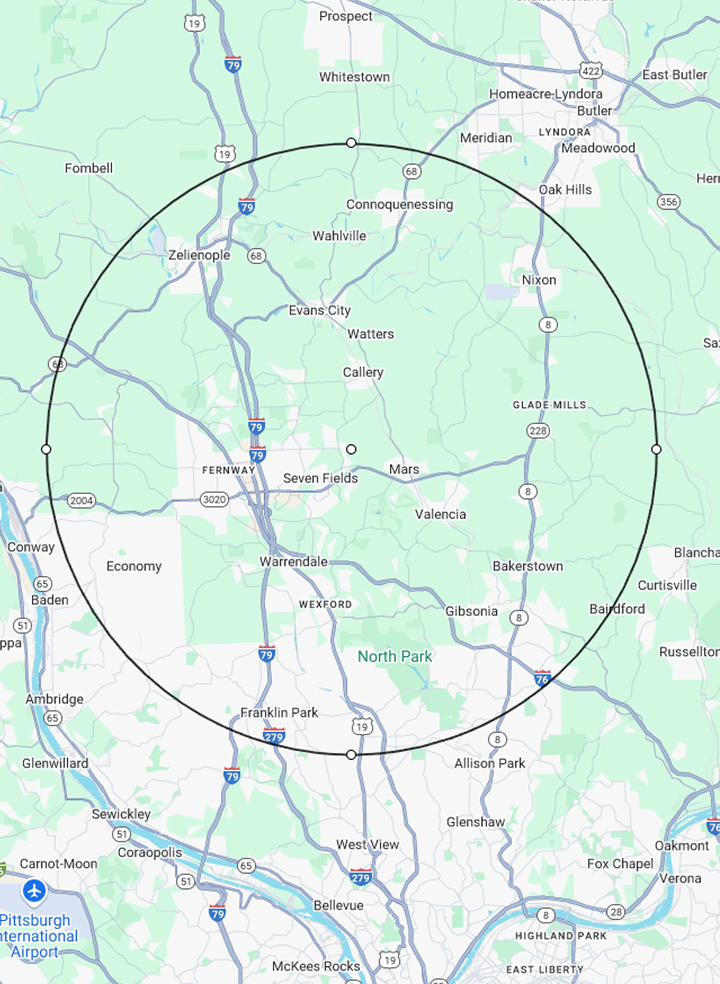 Prospect
19
79
Whitestown
422
East Butler
Homeacre-Lyndora
Butler
LYNDORA
Meridian
Meadowood
19
Fombell
68
Oak Hills
356
79
Connoquenessing
Wahlville
Zelienople
68
Nixon
Evans City
8
Watters
68
Callery
GLADE MILLS
79
228
79
FERNWAY
Mars
Seven Fields
8
2004
3020
Valencia
Conway
Economy
Warrendale
Bakerstown
65
Curtisville
Baden
WEXFORD
Gibsonia
Bairdford
8
51
79
North Park
76
Ambridge
Franklin Park
65
19
279
8
Glenwillard
Allison Park
79
Sewickley
Glenshaw
51
West View
Oakmont
Coraopolis
Carnot-Moon
65
Fox Chapel
279
Verona
51
Bellevue
79
8
28
Pittsburgh
Airport
HIGHLAND PARK
19
McKees Rocks
EAST LIBERTY